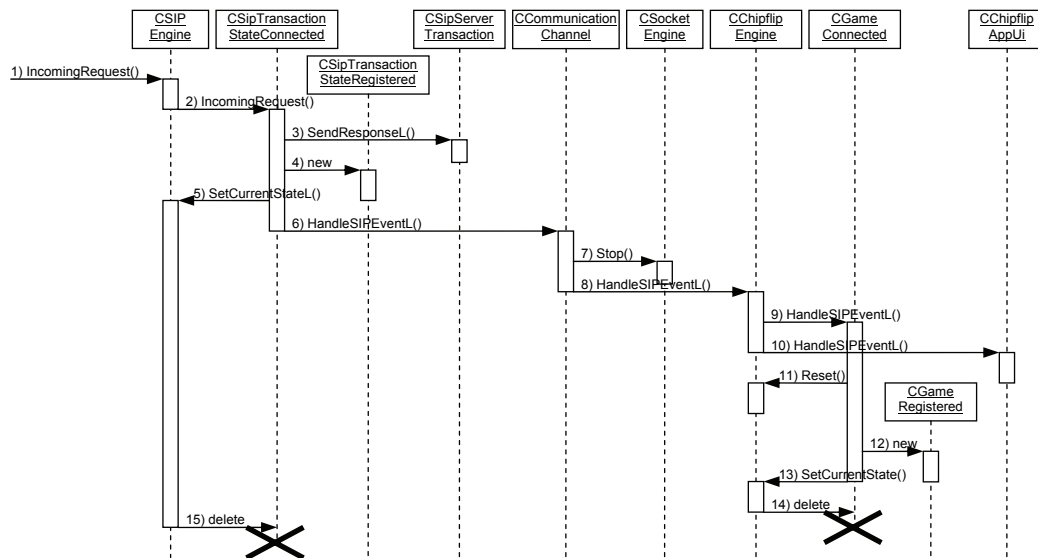 CSIP
Engine
CSipTransaction
StateConnected
CSipServer
Transaction
CCommunication
Channel
CSocket
Engine
CChipflip
Engine
CGame
Connected
CChipflip
AppUi
CSipTransaction
StateRegistered
1) IncomingRequest()
2) IncomingRequest()
3) SendResponseL()
4) new
5) SetCurrentStateL()
6) HandleSIPEventL()
7) Stop()
8) HandleSIPEventL()
9) HandleSIPEventL()
10) HandleSIPEventL()
11) Reset()
CGame
Registered
12) new
13) SetCurrentState()
14) delete
15) delete